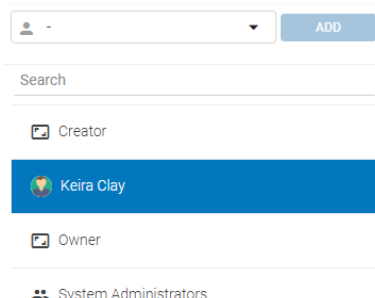 -
ADD
Search
Creator
Keira Clay
Owner
System Administrators